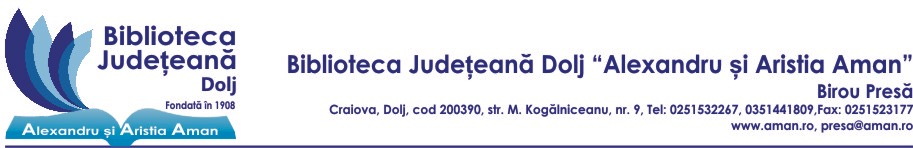 Biblioteca
Județeană
Dolj
Fondată în 1908
Alexandru și Aristia Aman
Biblioteca Județeană Dolj “Alexandru și Aristia Aman”
Birou Presă
Craiova, Dolj, cod 200390, str. M. Kogălniceanu, nr. 9, Tel: 0251532267, 0351441809,Fax: 0251523177
www.aman.ro, presa@aman.ro